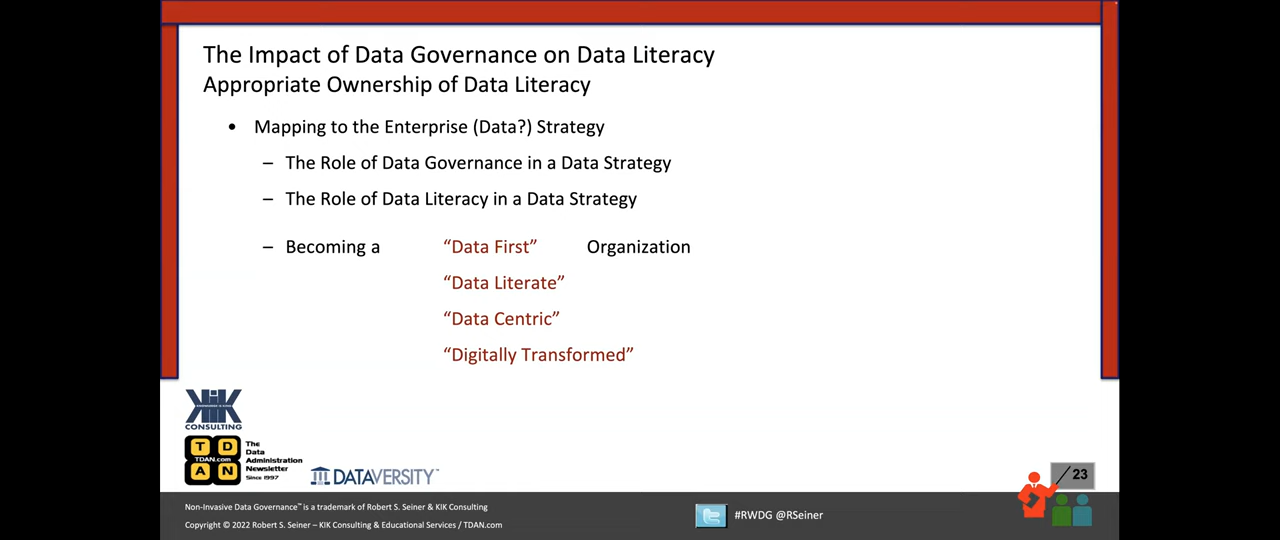 The Impact of Data Governance on Data Literacy
Appropriate Ownership of Data Literacy
• Mapping to the Enterprise (Data?) Strategy
– The Role of Data Governance in a Data Strategy
– The Role of Data Literacy in a Data Strategy
– Becoming a “Data First” Organization
“Data Literate”
“Data Centric”
“Digitally Transformed”
KIK
CONSULTING
T D
TDAN.com
A N
The
Data
Administration
Newsletter
Since 1997
DATAVERSITY
/ 23
Non-Invasive Data Governance™ is a trademark of Robert S. Seiner & KIK Consulting
Copyright © 2022 Robert S. Seiner – KIK Consulting & Educational Services / TDAN.com
#RWDG @RSeiner